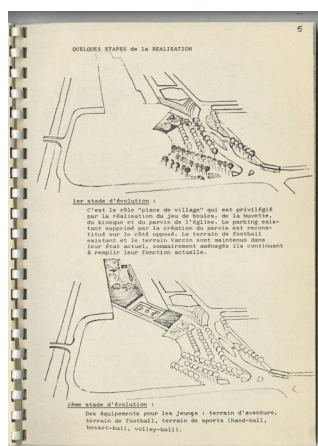 5
QUELQUES ETAPES de la REALISATION
1er stade d'évolution :
C'est le rôle "place de village" qui est privilégié
par la réalisation du jeu de boules, de la buvette,
du kiosque et du parvis de l'église. Le parking exis-
tant supprimé par la création du parvis est recons-
titué sur le côté opposé. Le terrain de football
existant et le terrain Varcin sont maintenus dans
leur état actuel, sommairement aménagés ils continuent
à remplir leur fonction actuelle.
2ème stade d'évolution :
Des équipements pour les jeunes : terrain d'aventure,
terrain de football, terrain de sports (hand-ball,
basket-ball, volley-ball).